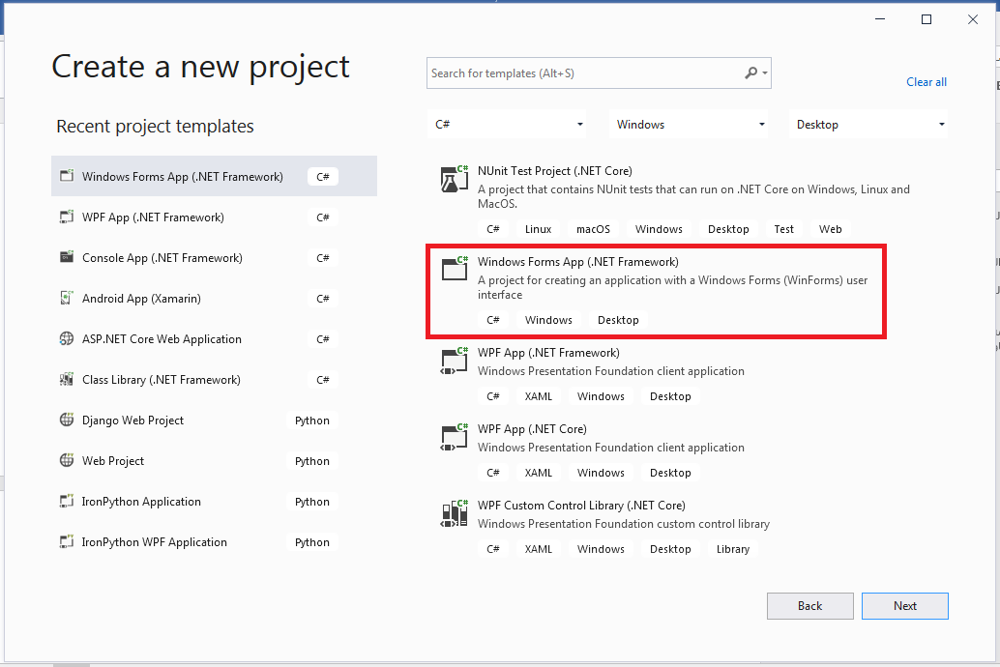 Create a new project
Recent project templates
Windows Forms App (.NET Framework) C#
WPF App (.NET Framework) C#
Console App (.NET Framework) C#
Android App (Xamarin) C#
ASP.NET Core Web Application C#
Class Library (.NET Framework) C#
Django Web Project Python
Web Project Python
IronPython Application Python
IronPython WPF Application Python
Search for templates (Alt+S)
Clear all
C# Windows Desktop
C#
NUnit Test Project (.NET Core)
A project that contains NUnit tests that can run on .NET Core on Windows, Linux and
MacOS.
C# Linux macOS Windows Desktop Test Web
C#
Windows Forms App (.NET Framework)
A project for creating an application with a Windows Forms (WinForms) user
interface
C# Windows Desktop
C#
WPF App (.NET Framework)
Windows Presentation Foundation client application
C# XAML Windows Desktop
C#
WPF App (.NET Core)
Windows Presentation Foundation client application
C# XAML Windows Desktop
C#
WPF Custom Control Library (.NET Core)
Windows Presentation Foundation custom control library
C# XAML Windows Desktop Library
Back Next